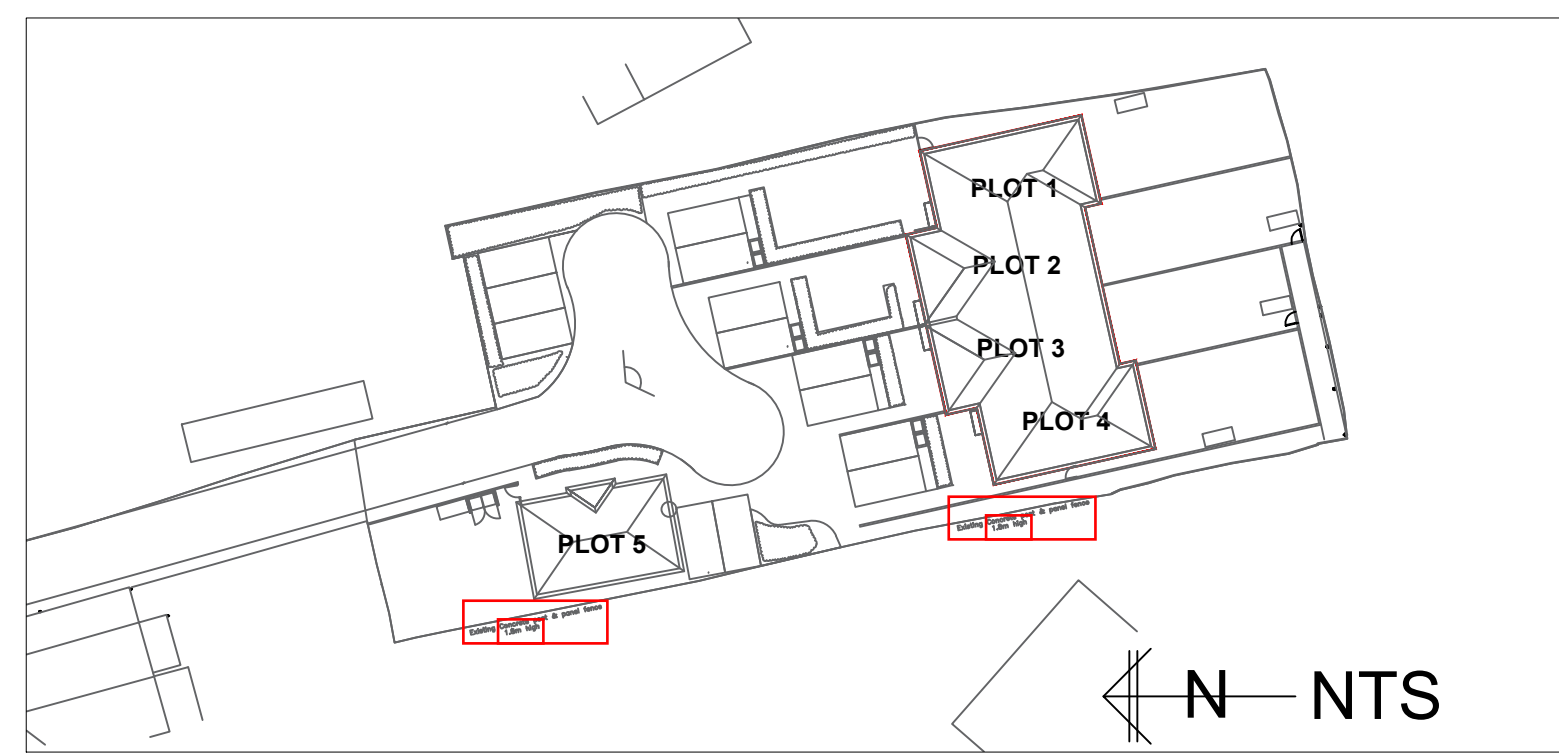 PLOT 1
PLOT 2
PLOT 3
PLOT 4
Existing Concrete post & panel fence
1.8m high
PLOT 5
Existing Concrete post & panel fence
1.8m high
N NTS